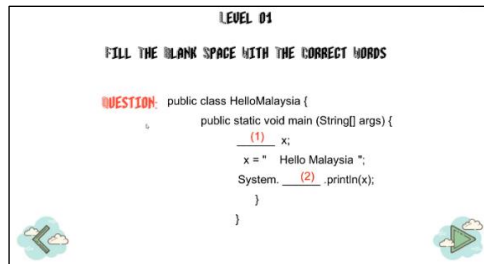 LEVEL 01
FILL THE BLANK SPACE WITH THE CORRECT WORDS
QUESTION: public class HelloMalaysia {
public static void main (String[] args) {
(1) x;
x = " Hello Malaysia ";
System. (2) .println(x);
}
}